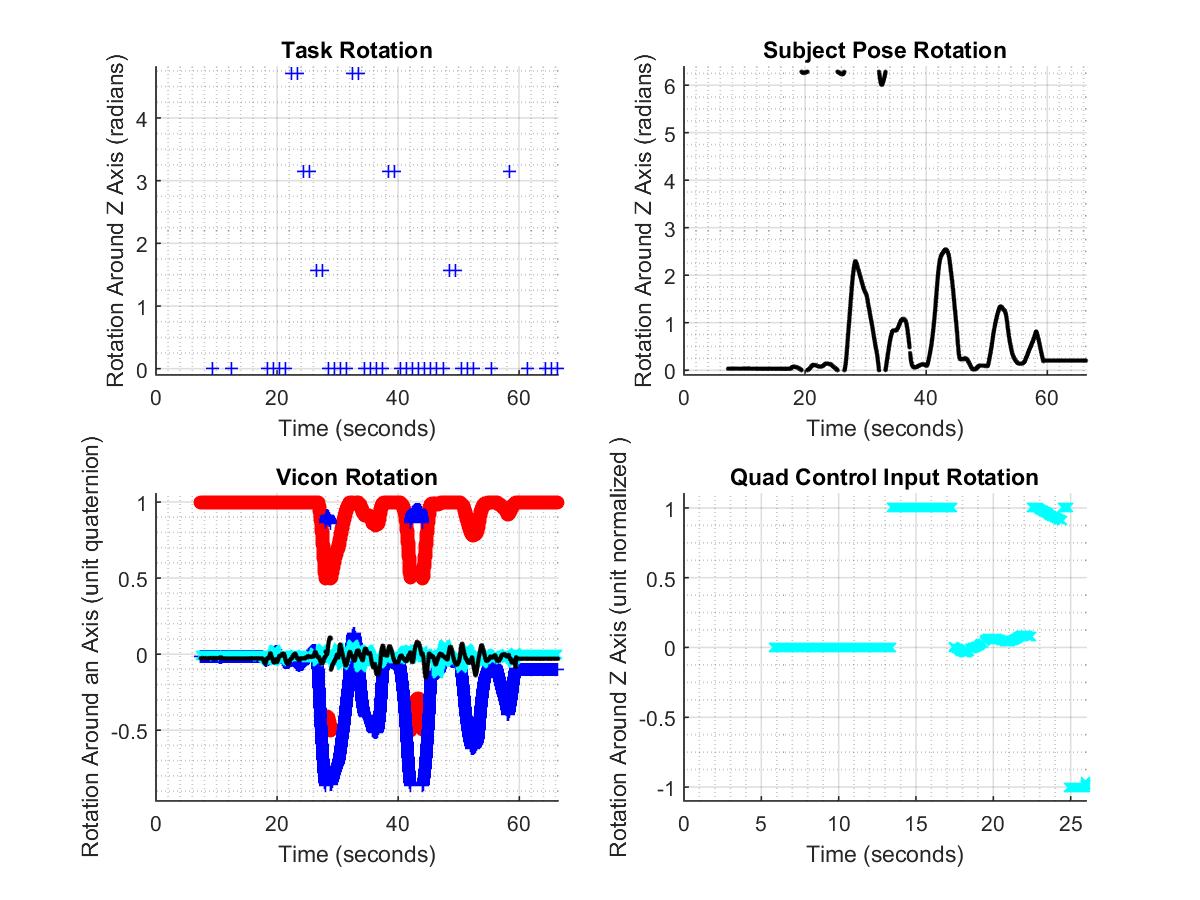 Task Rotation
Rotation Around Z Axis (radians)
4
3
2
1
0
0 20 40 60
Time (seconds)
Subject Pose Rotation
Rotation Around Z Axis (radians)
6
5
4
3
2
1
0
0 20 40 60
Time (seconds)
Vicon Rotation
Rotation Around an Axis (unit quaternion)
1
0.5
0
-0.5
0 20 40 60
Time (seconds)
Quad Control Input Rotation
Rotation Around Z Axis (unit normalized )
1
0.5
0
-0.5
-1
0 5 10 15 20 25
Time (seconds)